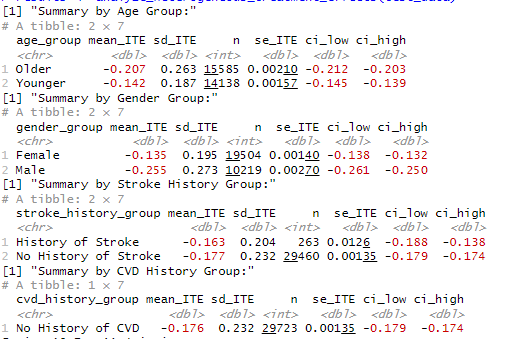 [1] "Summary by Age Group:"
# A tibble: 2 × 7
age_group mean_ITE sd_ITE n se_ITE ci_low ci_high
<chr> <dbl> <dbl> <int> <dbl> <dbl> <dbl>
1 Older -0.207 0.263 15585 0.00210 -0.212 -0.203
2 Younger -0.142 0.187 14138 0.00157 -0.145 -0.139
[1] "Summary by Gender Group:"
# A tibble: 2 × 7
gender_group mean_ITE sd_ITE n se_ITE ci_low ci_high
<chr> <dbl> <dbl> <int> <dbl> <dbl> <dbl>
1 Female -0.135 0.195 19504 0.00140 -0.138 -0.132
2 Male -0.255 0.273 10219 0.00270 -0.261 -0.250
[1] "Summary by Stroke History Group:"
# A tibble: 2 × 7
stroke_history_group mean_ITE sd_ITE n se_ITE ci_low ci_high
<chr> <dbl> <dbl> <int> <dbl> <dbl> <dbl>
1 History of Stroke -0.163 0.204 263 0.0126 -0.188 -0.138
2 No History of Stroke -0.177 0.232 29460 0.00135 -0.179 -0.174
[1] "Summary by CVD History Group:"
# A tibble: 1 × 7
cvd_history_group mean_ITE sd_ITE n se_ITE ci_low ci_high
<chr> <dbl> <dbl> <int> <dbl> <dbl> <dbl>
1 No History of CVD -0.176 0.232 29723 0.00135 -0.179 -0.174